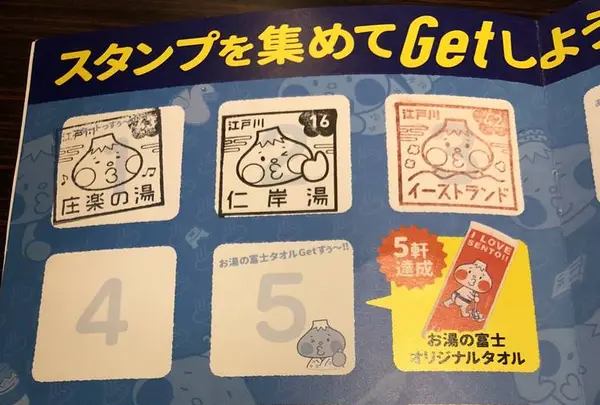 スタンプを集めてGetしよう
江戸川
庄楽の湯
江戸川
16
仁岸湯
江戸川
イーストランド
4
お湯の富士タオルGetすぅ〜!!
5
5軒
達成
I LOVE
SENTO!!
お湯の富士
オリジナルタオル